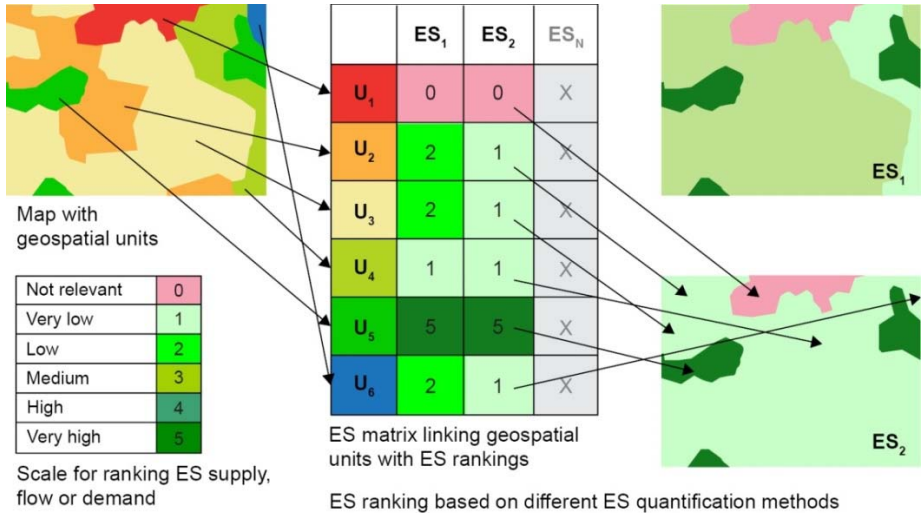 ES1 ES2 ESN
U1 0 0 X
U2 2 1 X
U3 2 1 X
U4 1 1 X
U5 5 5 X
U6 2 1 X
Map with
geospatial units
Not relevant 0
Very low 1
Low 2
Medium 3
High 4
Very high 5
Scale for ranking ES supply,
flow or demand
ES matrix linking geospatial
units with ES rankings
ES ranking based on different ES quantification methods
ES1
ES2